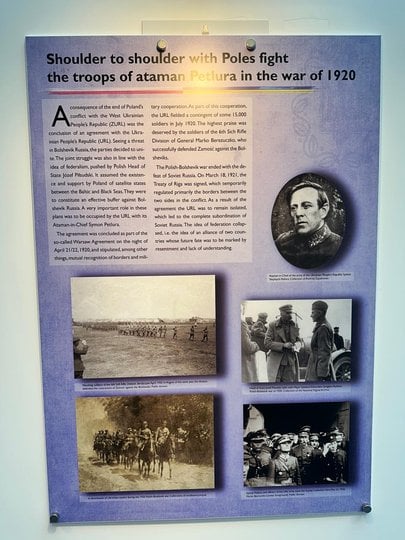 Shoulder to shoulder with Poles fight
the troops of ataman Petlura in the war of 1920
A consequence of the end of Poland's
conflict with the West Ukrainian
People's Republic (ZURL) was the
conclusion of an agreement with the Ukra-
inian People's Republic (URL). Seeing a threat
in Bolshevik Russia, the parties decided to uni-
te. The joint struggle was also in line with the
idea of federalism, pushed by Polish Head of
State Józef Piłsudski. It assumed the existen-
ce and support by Poland of satellite states
between the Baltic and Black Seas. They were
to constitute an effective buffer against Bol-
shevik Russia. A very important role in these
plans was to be occupied by the URL with its
Ataman-in-Chief Symon Petlura.
The agreement was concluded as part of the
so-called Warsaw Agreement on the night of
April 21/22, 1920, and stipulated, among other
things, mutual recognition of borders and mili-
tary cooperation. As part of this cooperation,
the URL fielded a contingent of some 15,000
soldiers in July 1920. The highest praise was
deserved by the soldiers of the 6th Sich Rifle
Division of General Marko Bezruczko, who
successfully defended Zamość against the Bol-
sheviks.
The Polish-Bolshevik war ended with the de-
feat of Soviet Russia. On March 18, 1921, the
Treaty of Riga was signed, which temporarily
regulated primarily the borders between the
two sides in the conflict. As a result of the
agreement the URL was to remain isolated,
which led to the complete subordination of
Soviet Russia. The idea of federation collap-
sed, i.e. the idea of an alliance of two coun-
tries whose future fate was to be marked by
resentment and lack of understanding.